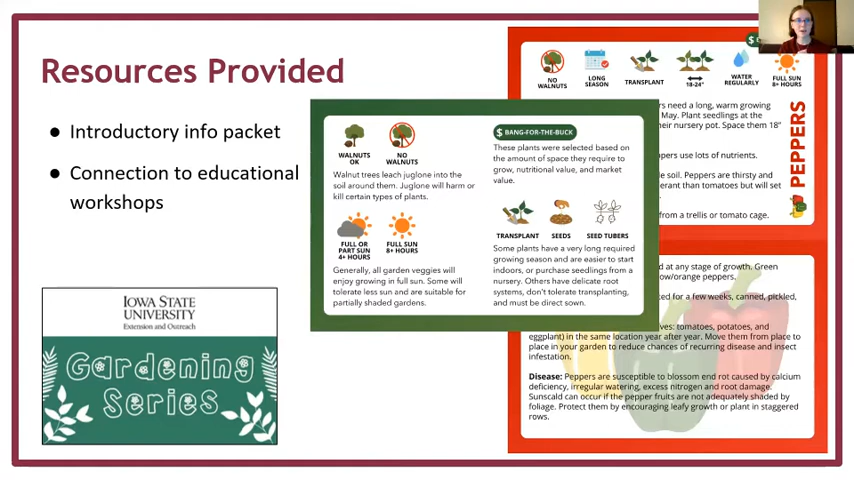 Resources Provided
● Introductory info packet
● Connection to educational
workshops
IOWA STATE
UNIVERSITY
Extension and Outreach
Gardening
Series
WALNUTS
OK
NO
WALNUTS
Walnut trees leach juglone into the
soil around them. Juglone will harm or
kill certain types of plants.
FULL OR
PART SUN
4+ HOURS
FULL SUN
8+ HOURS
Generally, all garden veggies will
enjoy growing in full sun. Some will
tolerate less sun and are suitable for
partially shaded gardens.
$ BANG-FOR-THE-BUCK
These plants were selected based on
the amount of space they require to
grow, nutritional value, and market
value.
TRANSPLANT
SEEDS
SEED TUBERS
Some plants have a very long required
growing season and are easier to start
indoors, or purchase seedlings from a
nursery. Others have delicate root
systems, don't tolerate transplanting,
and must be direct sown.
$
NO
WALNUTS
LONG
SEASON
TRANSPLANT
18-24"
WATER
REGULARLY
FULL SUN
8+ HOURS
PEPPERS
need a long, warm growing
May. Plant seedlings at the
their nursery pot. Space them 18"
use lots of nutrients.
soil. Peppers are thirsty and
than tomatoes but will set
from a trellis or tomato cage.
at any stage of growth. Green
for a few weeks, canned, pickled,
tomatoes, potatoes, and
eggplant) in the same location year after year. Move them from place to
place in your garden to reduce chances of recurring disease and insect
infestation.
Disease: Peppers are susceptible to blossom end rot caused by calcium
deficiency, irregular watering, excess nitrogen and root damage.
Sunscald can occur if the pepper fruits are not adequately shaded by
foliage. Protect them by encouraging leafy growth or plant in staggered
rows.